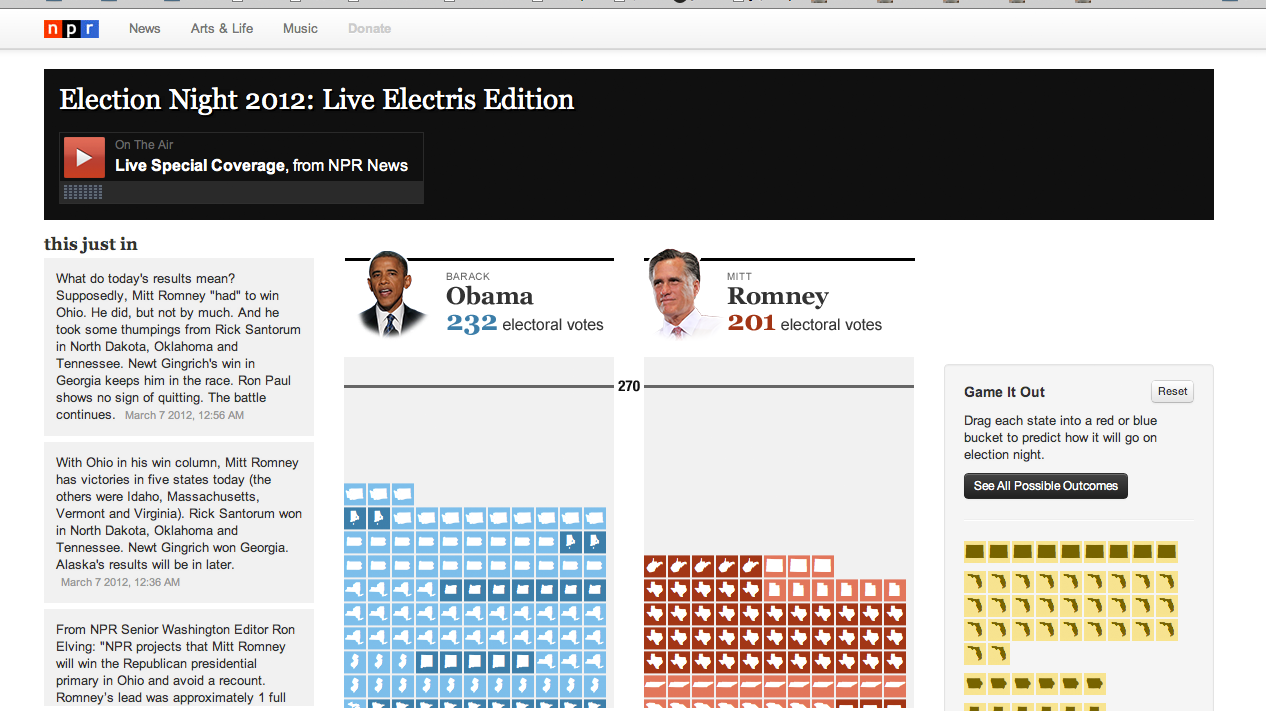 npr News Arts & Life Music Donate
Election Night 2012: Live Electris Edition
On The Air
Live Special Coverage, from NPR News
this just in
What do today's results mean?
Supposedly, Mitt Romney "had" to win
Ohio. He did, but not by much. And he
took some thumpings from Rick Santorum
in North Dakota, Oklahoma and
Tennessee. Newt Gingrich's win in
Georgia keeps him in the race. Ron Paul
shows no sign of quitting. The battle
continues. March 7 2012, 12:56 AM
With Ohio in his win column, Mitt Romney
has victories in five states today (the
others were Idaho, Massachusetts,
Vermont and Virginia). Rick Santorum won
in North Dakota, Oklahoma and
Tennessee. Newt Gingrich won Georgia.
Alaska's results will be in later.
March 7 2012, 12:36 AM
From NPR Senior Washington Editor Ron
Elving: "NPR projects that Mitt Romney
will win the Republican presidential
primary in Ohio and avoid a recount.
Romney's lead was approximately 1 full
BARACK
Obama
232 electoral votes
MITT
Romney
201 electoral votes
270
Game It Out
Reset
Drag each state into a red or blue
bucket to predict how it will go on
election night.
See All Possible Outcomes